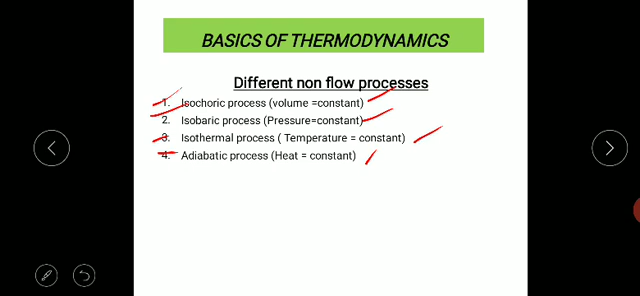 BASICS OF THERMODYNAMICS
Different non flow processes
1. Isochoric process (volume =constant)
2. Isobaric process (Pressure=constant)
3. Isothermal process ( Temperature = constant)
4. Adiabatic process (Heat = constant)